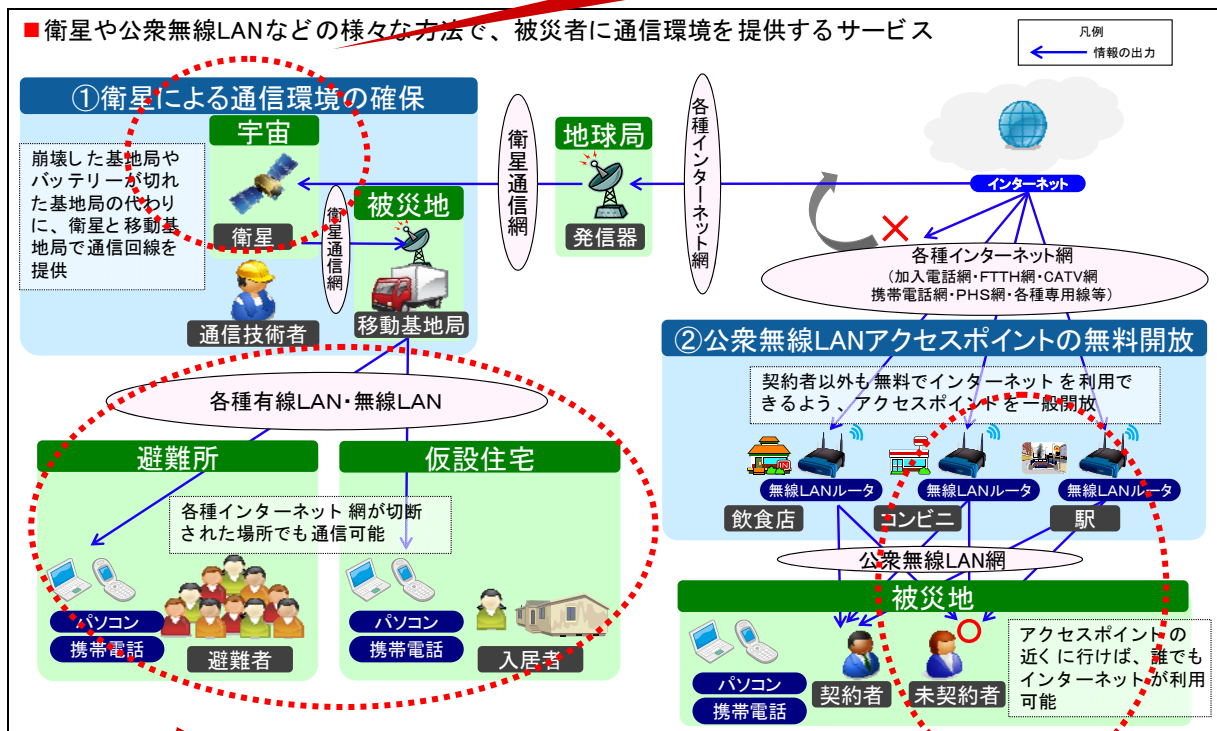 ■衛星や公衆無線LANなどの様々な方法で、被災者に通信環境を提供するサービス
凡例
情報の出力
①衛星による通信環境の確保
宇宙
崩壊した基地局や
バッテリーが切れ
た基地局の代わり
に、衛星と移動基
地局で通信回線を
提供
衛星
衛星通信網
被災地
通信技術者
移動基地局
衛星通信網
地球局
発信器
各種インターネット網
インターネット
各種インターネット網
(加入電話網・FTTH網・CATV網
携帯電話網・PHS網・各種専用線等)
②公衆無線LANアクセスポイントの無料開放
契約者以外も無料でインターネットを利用で
きるよう、アクセスポイントを一般開放
無線LANルータ
無線LANルータ
無線LANルータ
飲食店
コンビニ
駅
公衆無線LAN網
被災地
パソコン
携帯電話
契約者
未契約者
アクセスポイントの
近くに行けば、誰でも
インターネットが利用
可能
各種有線LAN・無線LAN
避難所
仮設住宅
各種インターネット網が切断
された場所でも通信可能
パソコン
携帯電話
避難者
パソコン
携帯電話
入居者